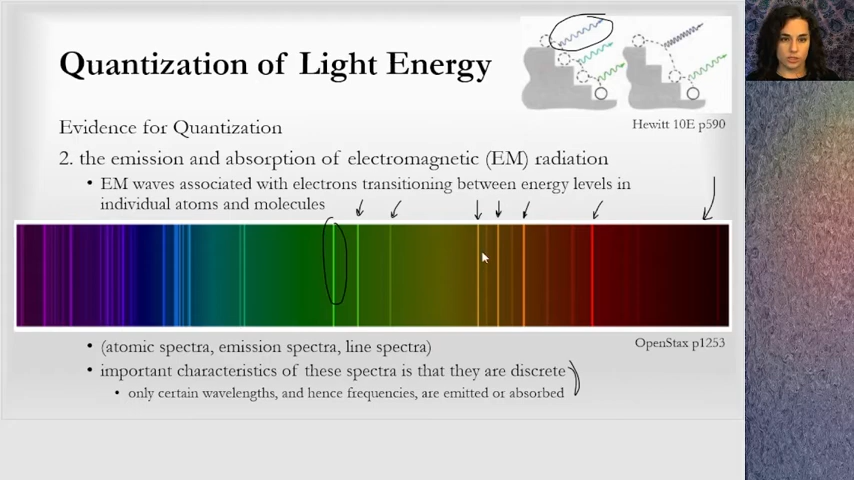 Quantization of Light Energy
Hewitt 10E p590
Evidence for Quantization
2. the emission and absorption of electromagnetic (EM) radiation
• EM waves associated with electrons transitioning between energy levels in
individual atoms and molecules
OpenStax p1253
• (atomic spectra, emission spectra, line spectra)
• important characteristics of these spectra is that they are discrete
• only certain wavelengths, and hence frequencies, are emitted or absorbed